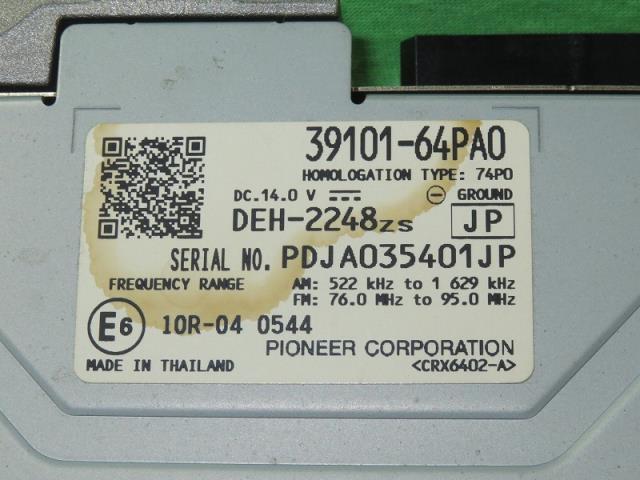 39101-64PA0
HOMOLOGATION TYPE: 74P0
DC.14.0 V ⎓ ⊖ GROUND
DEH-2248ZS JP
SERIAL NO. PDJA035401JP
FREQUENCY RANGE AM: 522 kHz to 1 629 kHz
FM: 76.0 MHz to 95.0 MHz
E6 10R-04 0544
PIONEER CORPORATION
MADE IN THAILAND <CRX6402-A>